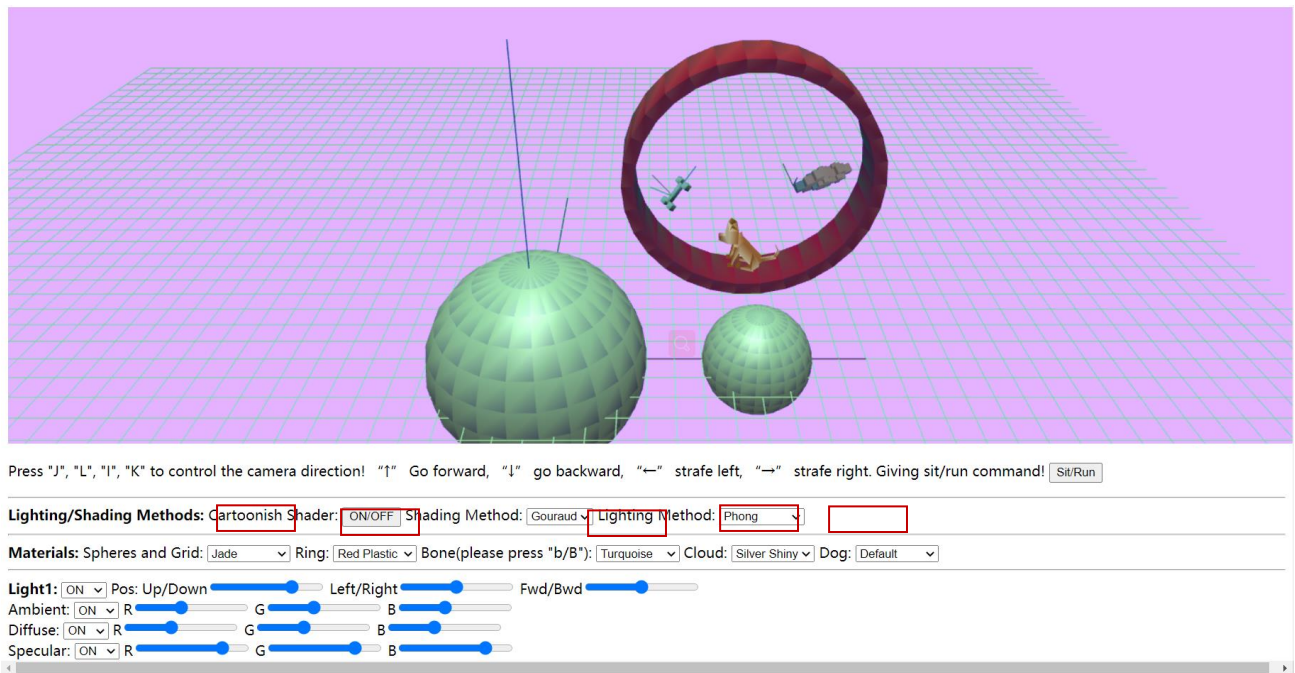 Press "J", "L", "I", "K" to control the camera direction! “↑” Go forward, “↓” go backward, “←” strafe left, “→” strafe right. Giving sit/run command! Sit/Run
Lighting/Shading Methods: Cartoonish Shader: ON/OFF Shading Method: Gouraud Lighting Method: Phong
Materials: Spheres and Grid: Jade Ring: Red Plastic Bone(please press "b/B"): Turquoise Cloud: Silver Shiny Dog: Default
Light1: ON Pos: Up/Down Left/Right Fwd/Bwd
Ambient: ON R G B
Diffuse: ON R G B
Specular: ON R G B